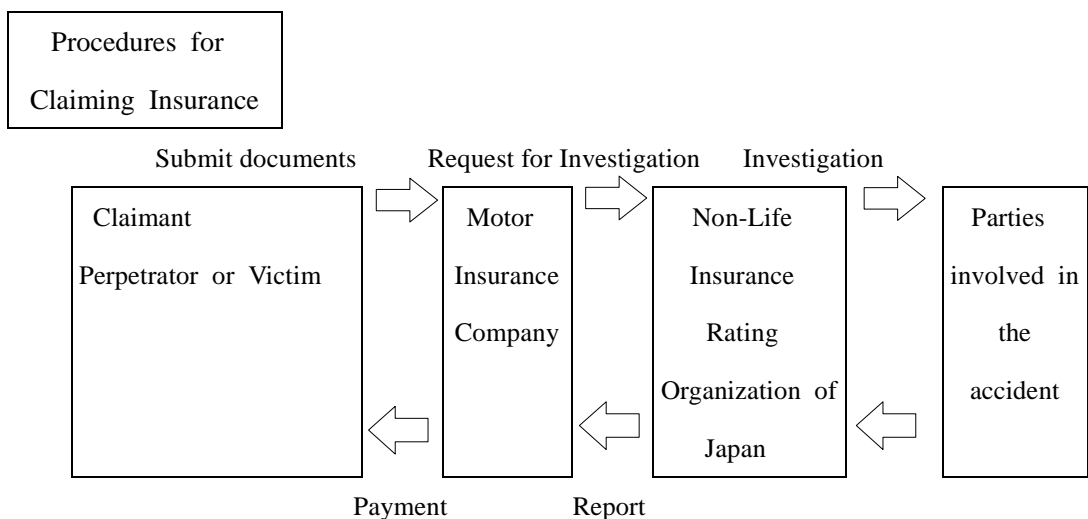 Procedures for
Claiming Insurance
Submit documents
Request for Investigation
Investigation
Claimant
Perpetrator or Victim
Motor
Insurance
Company
Non-Life
Insurance
Rating
Organization of
Japan
Parties
involved in
the
accident
Payment
Report